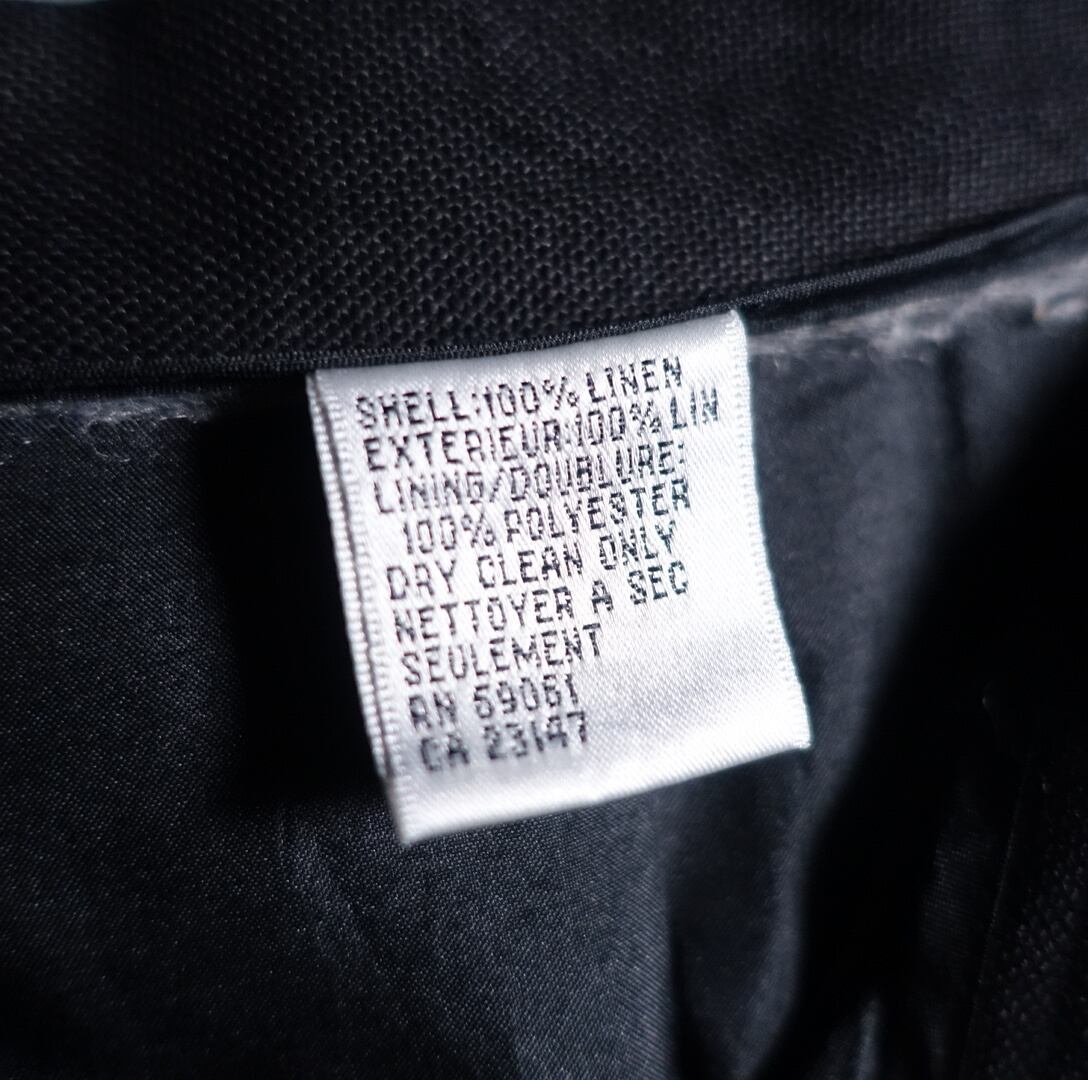 SHELL:100% LINEN
EXTERIEUR:100% LIN
LINING/DOUBLURE:
100% POLYESTER
DRY CLEAN ONLY
NETTOYER A SEC
SEULEMENT
RN 59061
CA 23147